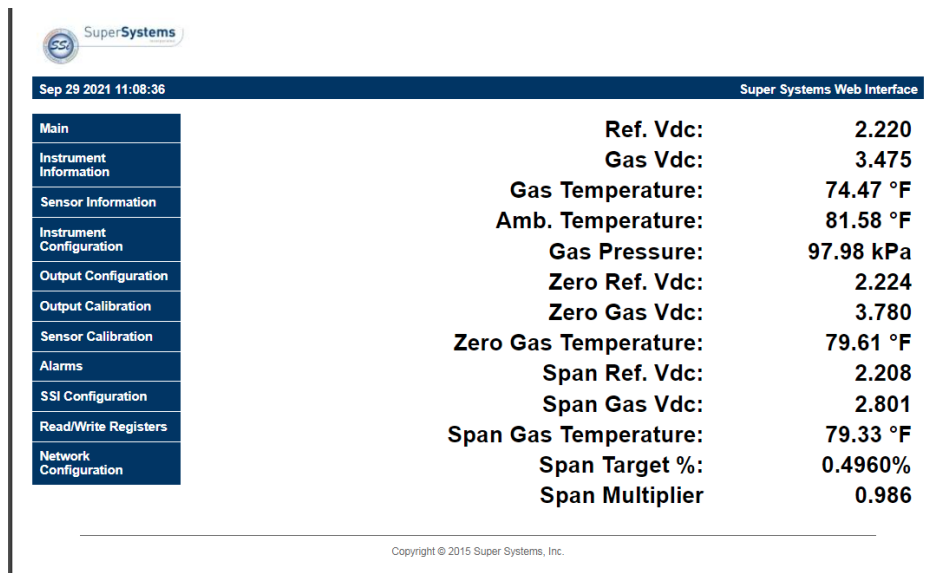 SSi SuperSystems
Sep 29 2021 11:08:36 Super Systems Web Interface
Main
Instrument
Information
Sensor Information
Instrument
Configuration
Output Configuration
Output Calibration
Sensor Calibration
Alarms
SSI Configuration
Read/Write Registers
Network
Configuration
Ref. Vdc: 2.220
Gas Vdc: 3.475
Gas Temperature: 74.47 °F
Amb. Temperature: 81.58 °F
Gas Pressure: 97.98 kPa
Zero Ref. Vdc: 2.224
Zero Gas Vdc: 3.780
Zero Gas Temperature: 79.61 °F
Span Ref. Vdc: 2.208
Span Gas Vdc: 2.801
Span Gas Temperature: 79.33 °F
Span Target %: 0.4960%
Span Multiplier 0.986
Copyright © 2015 Super Systems, Inc.